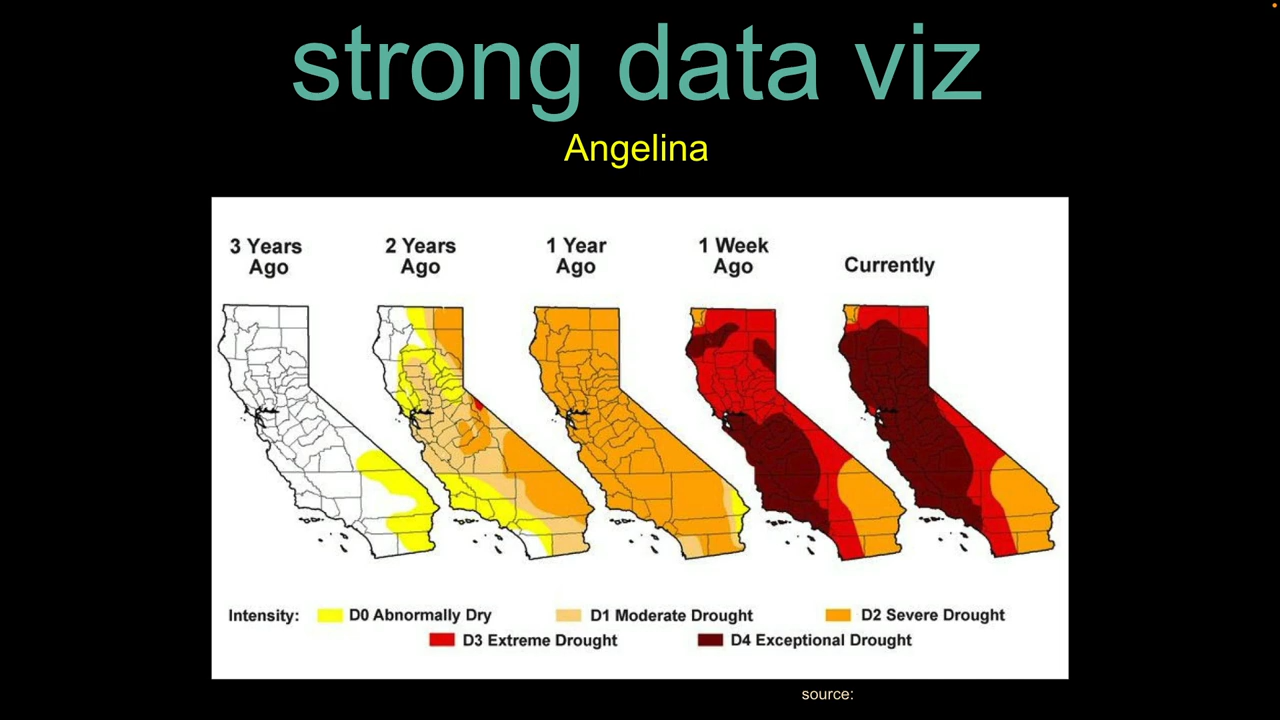 strong data viz
Angelina
3 Years
Ago
2 Years
Ago
1 Year
Ago
1 Week
Ago
Currently
Intensity: D0 Abnormally Dry D1 Moderate Drought D2 Severe Drought
D3 Extreme Drought D4 Exceptional Drought
source: